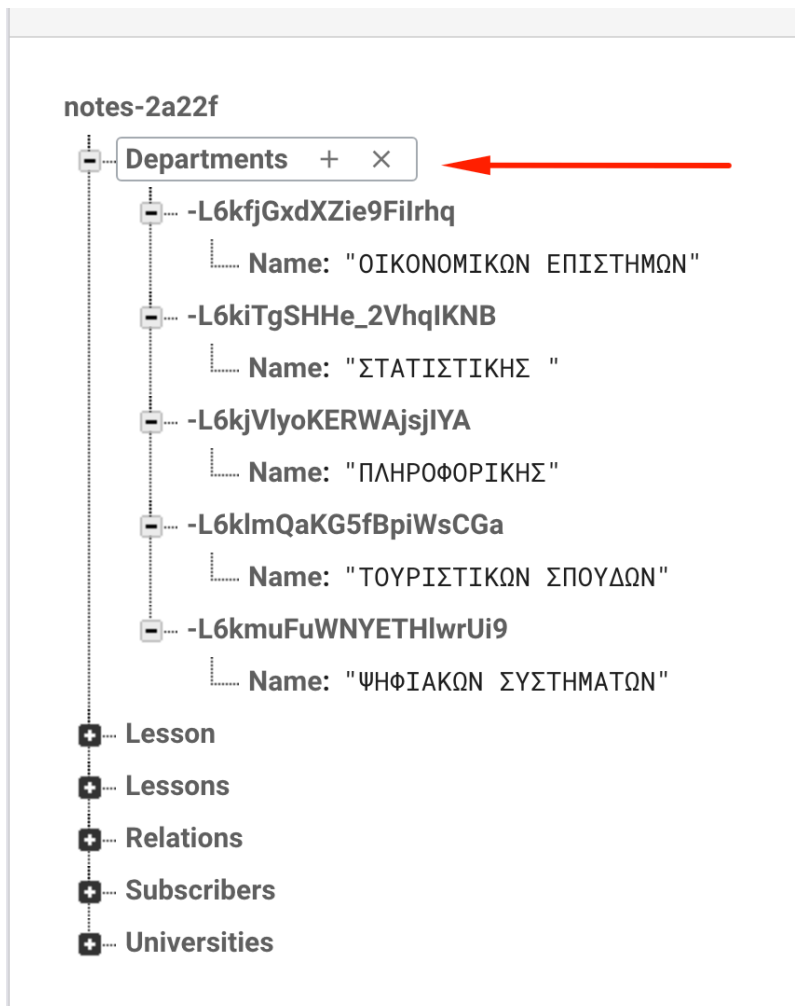 notes-2a22f
Departments + ×
-L6kfjGxdXZie9FiIrhq
Name: "ΟΙΚΟΝΟΜΙΚΩΝ ΕΠΙΣΤΗΜΩΝ"
-L6kiTgSHHe_2VhqIKNB
Name: "ΣΤΑΤΙΣΤΙΚΗΣ "
-L6kjVlyoKERWAjsjIYA
Name: "ΠΛΗΡΟΦΟΡΙΚΗΣ"
-L6klmQaKG5fBpiWsCGa
Name: "ΤΟΥΡΙΣΤΙΚΩΝ ΣΠΟΥΔΩΝ"
-L6kmuFuWNYETHlwrUi9
Name: "ΨΗΦΙΑΚΩΝ ΣΥΣΤΗΜΑΤΩΝ"
Lesson
Lessons
Relations
Subscribers
Universities